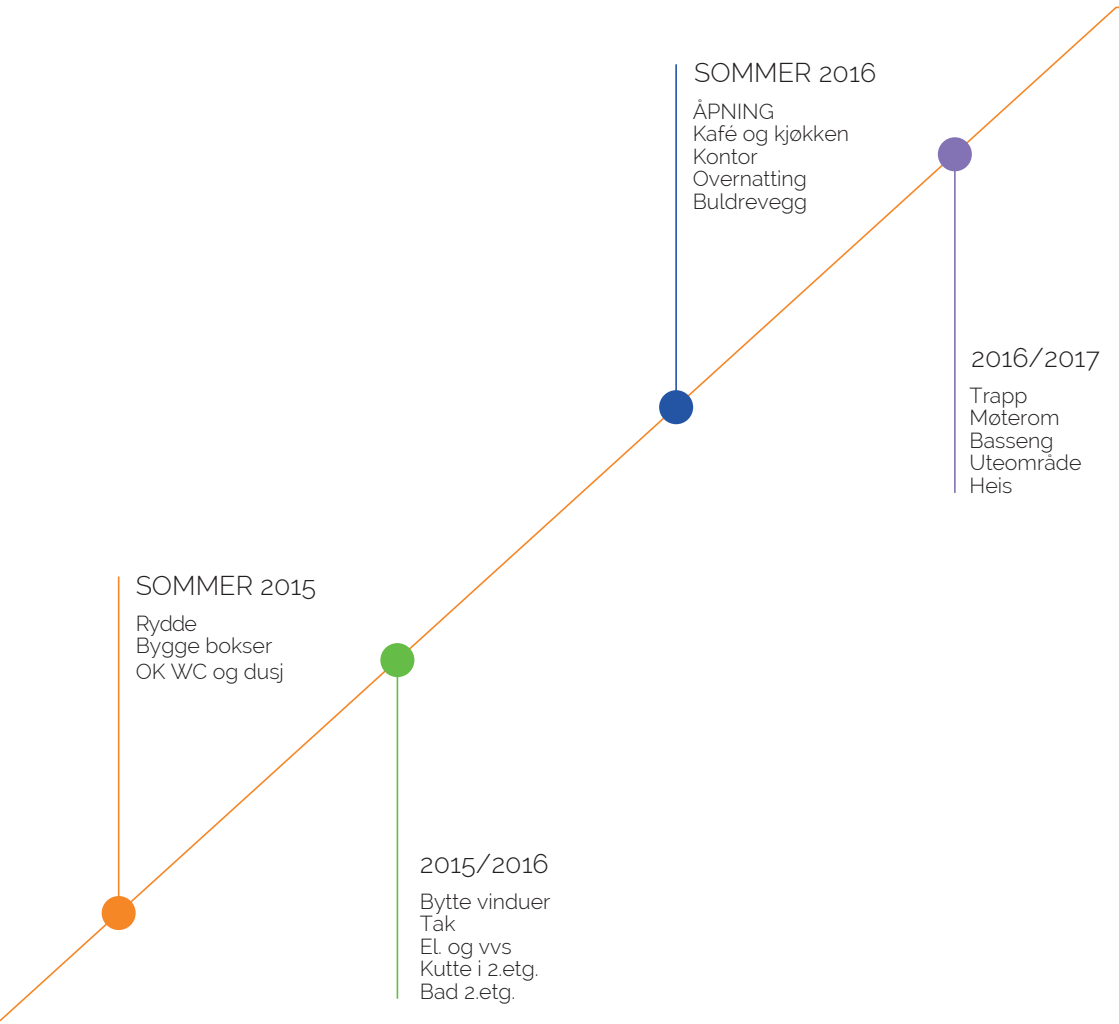 SOMMER 2016
ÅPNING
Kafé og kjøkken
Kontor
Overnatting
Buldrevegg
2016/2017
Trapp
Møterom
Basseng
Uteområde
Heis
SOMMER 2015
Rydde
Bygge bokser
OK WC og dusj
2015/2016
Bytte vinduer
Tak
El. og vvs
Kutte i 2.etg.
Bad 2.etg.